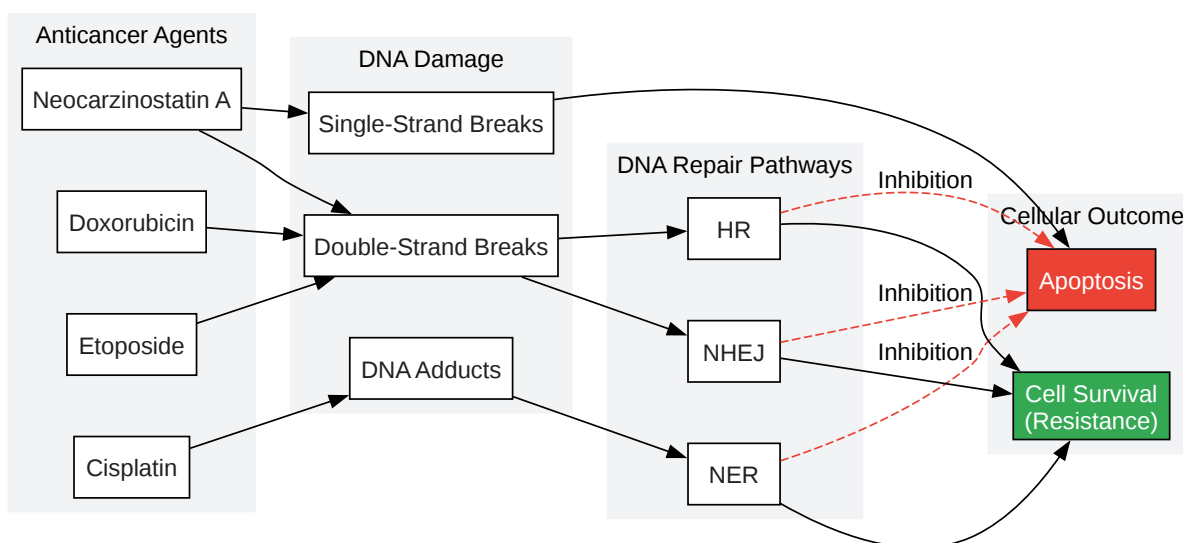 Anticancer Agents
Neocarzinostatin A
Doxorubicin
Etoposide
Cisplatin
DNA Damage
Single-Strand Breaks
Double-Strand Breaks
DNA Adducts
DNA Repair Pathways
HR
NHEJ
NER
Inhibition
Inhibition
Inhibition
Cellular Outcome
Apoptosis
Cell Survival
(Resistance)